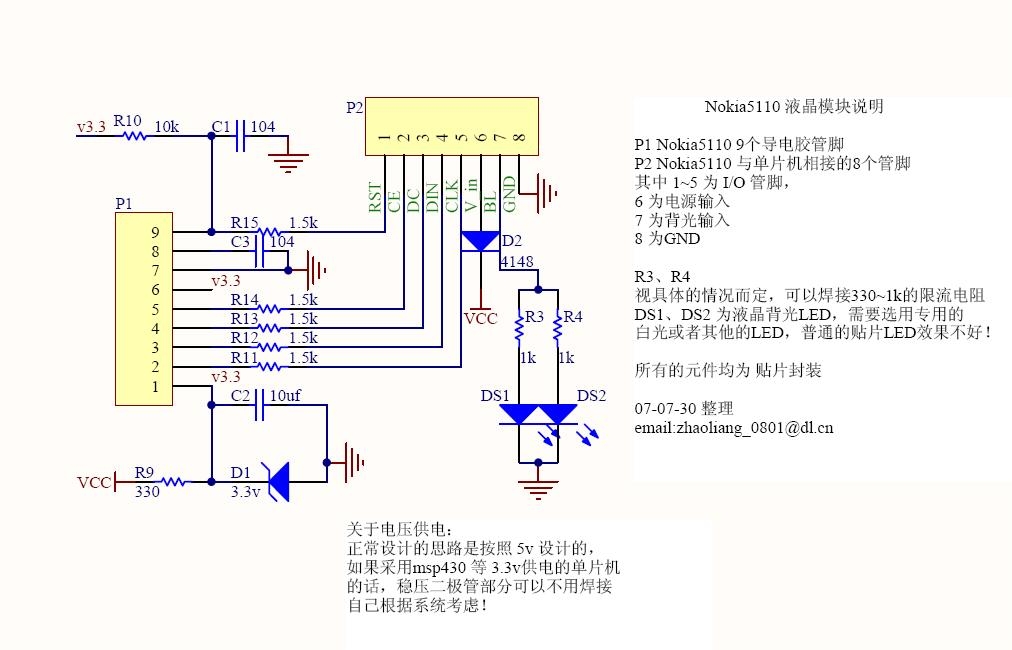 P2
1 2 3 4 5 6 7 8
RST CE DC DIN CLK V_in BL GND
v3.3 R10 10k C1 104
P1
9 R15 1.5k
8 C3 104
7
6 v3.3
5 R14 1.5k
4 R13 1.5k
3 R12 1.5k
2 R11 1.5k
1 v3.3
C2 10uf
VCC R9 330
D1 3.3v
D2
4148
VCC
R3 R4
1k 1k
DS1 DS2
Nokia5110 液晶模块说明
P1 Nokia5110 9个导电胶管脚
P2 Nokia5110 与单片机相接的8个管脚
其中 1~5 为 I/O 管脚，
6 为电源输入
7 为背光输入
8 为GND
R3、R4
视具体的情况而定，可以焊接330~1k的限流电阻
DS1、DS2 为液晶背光LED，需要选用专用的
白光或者其他的LED，普通的贴片LED效果不好！
所有的元件均为 贴片封装
07-07-30 整理
email:zhaoliang_0801@dl.cn
关于电压供电：
正常设计的思路是按照 5v 设计的，
如果采用msp430 等 3.3v供电的单片机
的话，稳压二极管部分可以不用焊接
自己根据系统考虑！